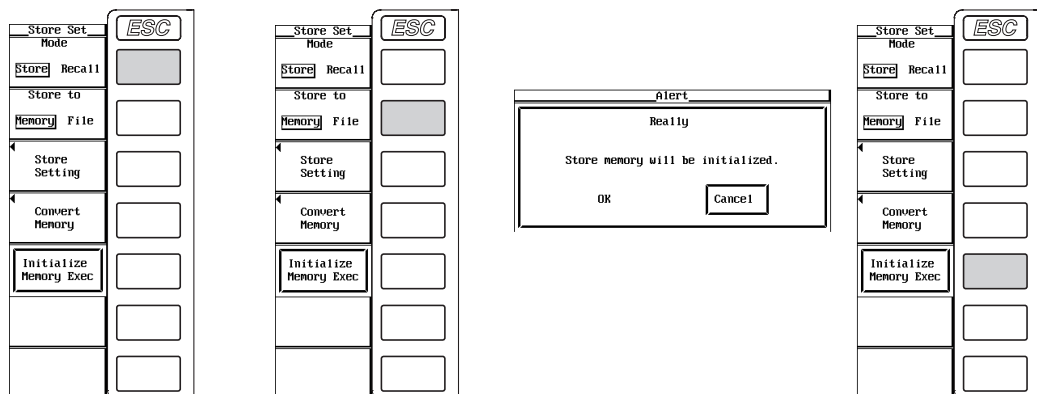 Store Set
ESC
Mode
Store Recall
Store to
Memory File
Store
Setting
Convert
Memory
Initialize
Memory Exec
Store Set
ESC
Mode
Store Recall
Store to
Memory File
Store
Setting
Convert
Memory
Initialize
Memory Exec
Alert
Really
Store memory will be initialized.
OK Cancel
Store Set
ESC
Mode
Store Recall
Store to
Memory File
Store
Setting
Convert
Memory
Initialize
Memory Exec